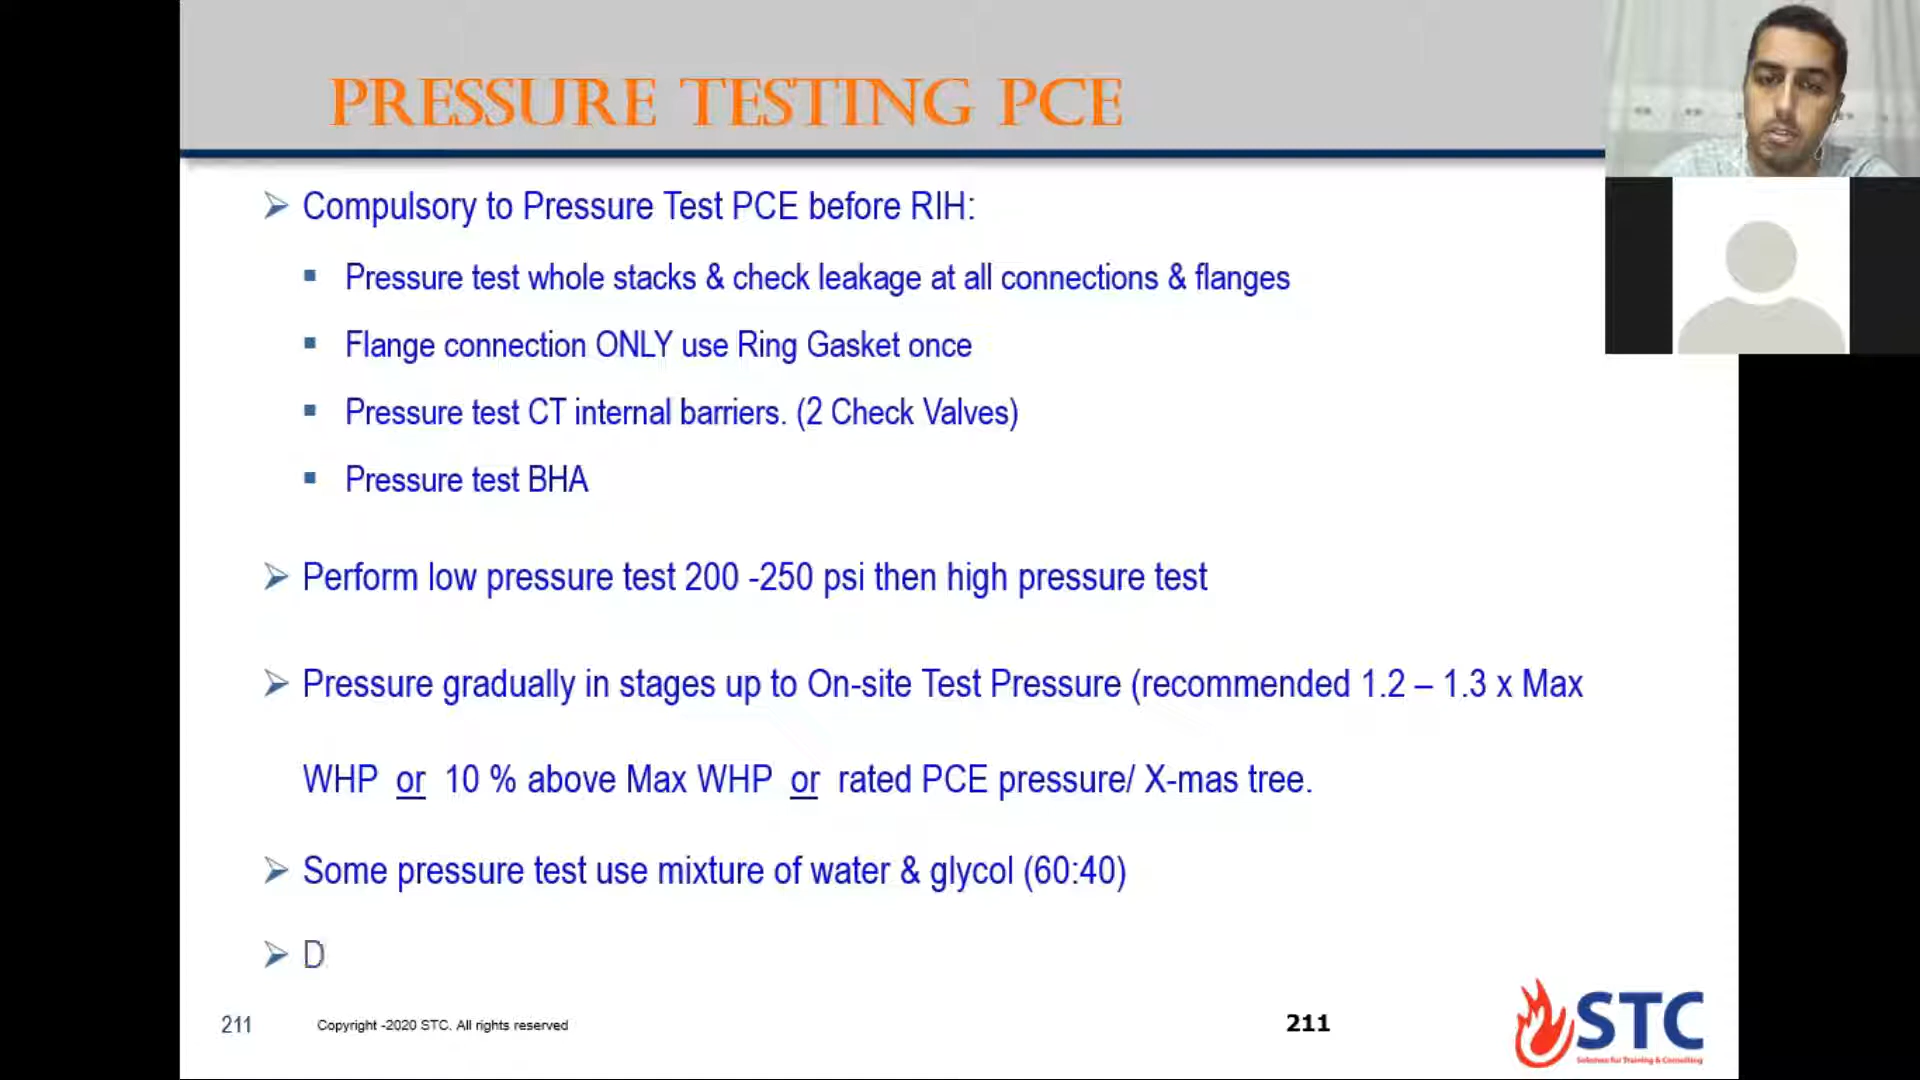 PRESSURE TESTING PCE
Compulsory to Pressure Test PCE before RIH:
Pressure test whole stacks & check leakage at all connections & flanges
Flange connection ONLY use Ring Gasket once
Pressure test CT internal barriers. (2 Check Valves)
Pressure test BHA
Perform low pressure test 200 -250 psi then high pressure test
Pressure gradually in stages up to On-site Test Pressure (recommended 1.2 – 1.3 x Max
WHP or 10 % above Max WHP or rated PCE pressure/ X-mas tree.
Some pressure test use mixture of water & glycol (60:40)
D
211
Copyright -2020 STC. All rights reserved
211
STC
Solutions for Training & Consulting